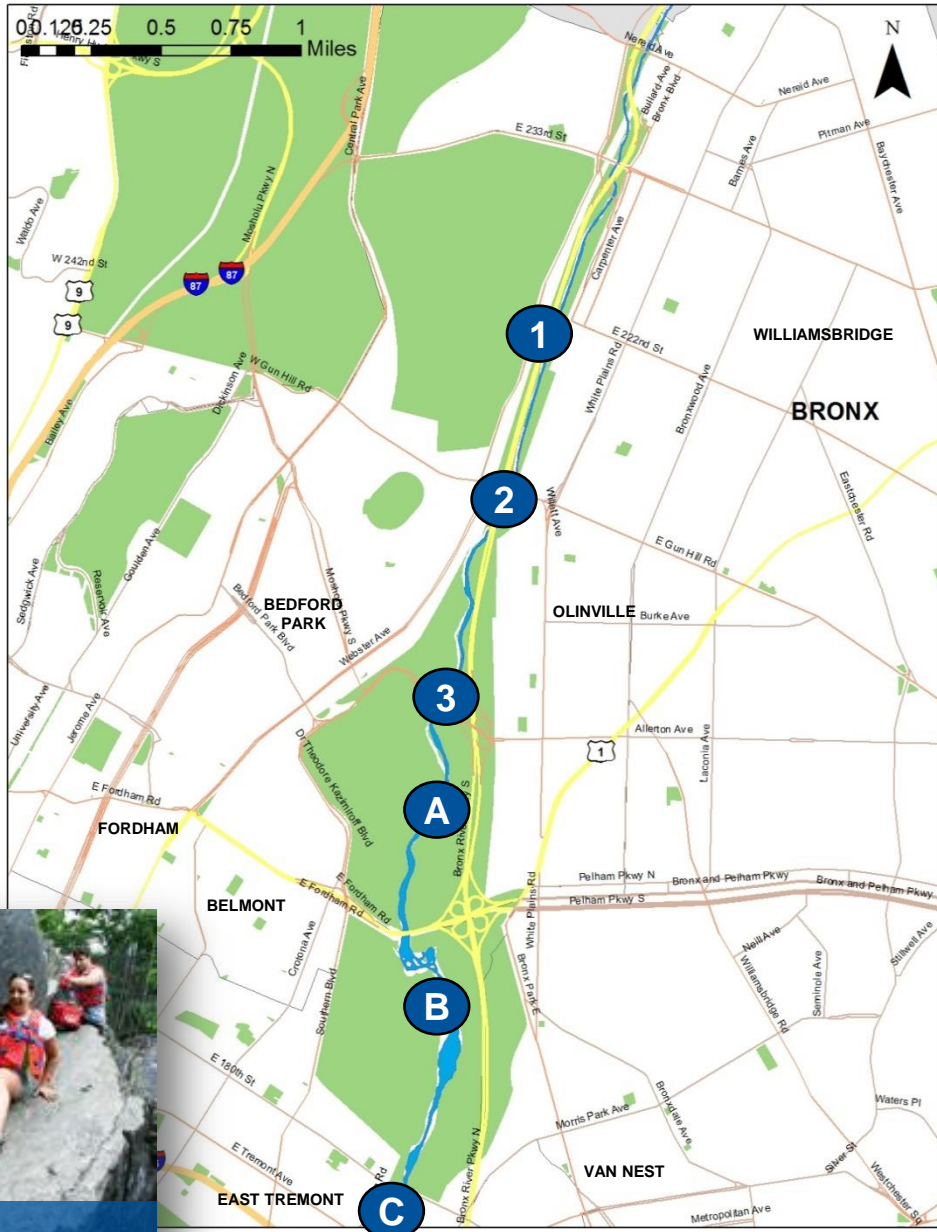 0 0.125 0.25 0.5 0.75 1
Miles
N
Nereid Ave
Bullard Ave
Bronx Blvd
Nereid Ave
Pitman Ave
Barnes Ave
Baychester Ave
Central Park Ave
E 233rd St
Mosholu Pkwy N
Waldo Ave
W 242nd St
87
87
9
9
Carpenter Ave
1
E 222nd St
WILLIAMSBRIDGE
White Plains Rd
Bronxwood Ave
BRONX
W Gun Hill Rd
Dickinson Ave
Bailey Ave
2
Willett Ave
Eastchester Rd
E Gun Hill Rd
Sedgwick Ave
Goulden Ave
Reservoir Ave
Mosholu Pkwy S
Bedford Park Blvd
BEDFORD
PARK
Webster Ave
OLINVILLE
Burke Ave
3
University Ave
Jerome Ave
Dr Theodore Kazimiroff Blvd
Allerton Ave
1
Laconia Ave
E Fordham Rd
FORDHAM
A
BELMONT
E Fordham Rd
E Fordham Rd
Pelham Pkwy N
Bronx and Pelham Pkwy
Bronx and Pelham Pkwy
Pelham Pkwy S
White Plains Rd
Crotona Ave
Southern Blvd
Neill Ave
Stillwell Ave
Seminole Ave
Williamsbridge Rd
Bronx Park E
B
E 180th St
Bronxdale Ave
Morris Park Ave
Waters Pl
Silver St
Westchester Sq
E Tremont Ave
Rd
Bronx River Pkwy N
VAN NEST
EAST TREMONT
C
Metropolitan Ave